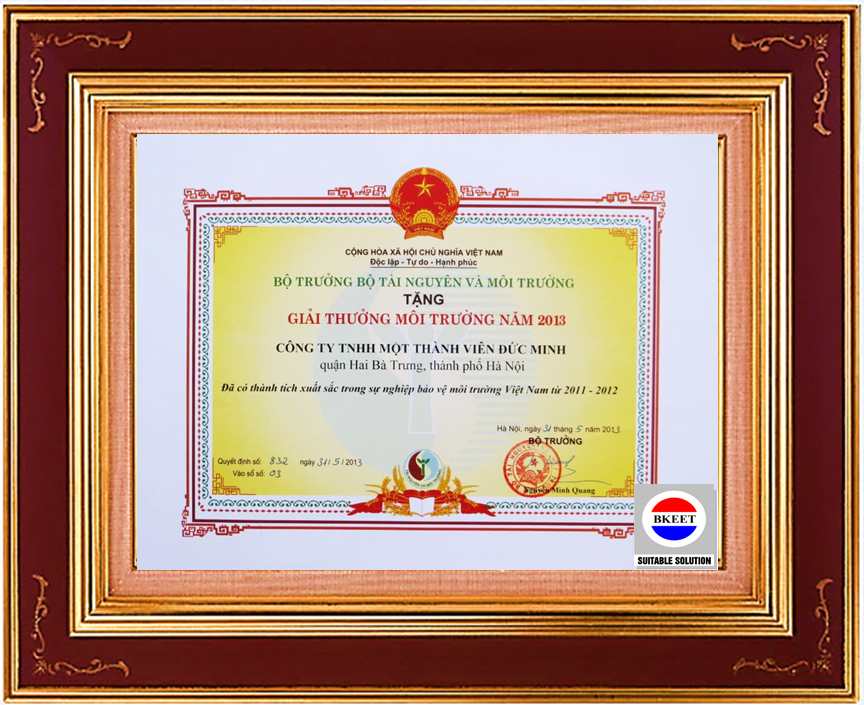 VIỆT NAM
CỘNG HÒA XÃ HỘI CHỦ NGHĨA VIỆT NAM
Độc lập - Tự do - Hạnh phúc
BỘ TRƯỞNG BỘ TÀI NGUYÊN VÀ MÔI TRƯỜNG
TẶNG
GIẢI THƯỞNG MÔI TRƯỜNG NĂM 2013
CÔNG TY TNHH MỘT THÀNH VIÊN ĐỨC MINH
quận Hai Bà Trưng, thành phố Hà Nội
Đã có thành tích xuất sắc trong sự nghiệp bảo vệ môi trường Việt Nam từ 2011 - 2012
Hà Nội, ngày 31 tháng 5 năm 2013
BỘ TRƯỞNG
Quyết định số: 832 ngày 31/5/2013
Vào sổ số: 03
Nguyễn Minh Quang
BKEET
SUITABLE SOLUTION